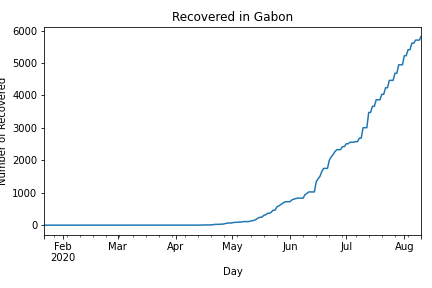 Recovered in Gabon
6000
5000
4000
3000
2000
1000
0
Number of Recovered
Feb
2020
Mar
Apr
May
Jun
Jul
Aug
Day